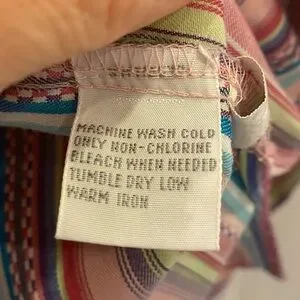 MACHINE WASH COLD
ONLY NON-CHLORINE
BLEACH WHEN NEEDED
TUMBLE DRY LOW
WARM IRON